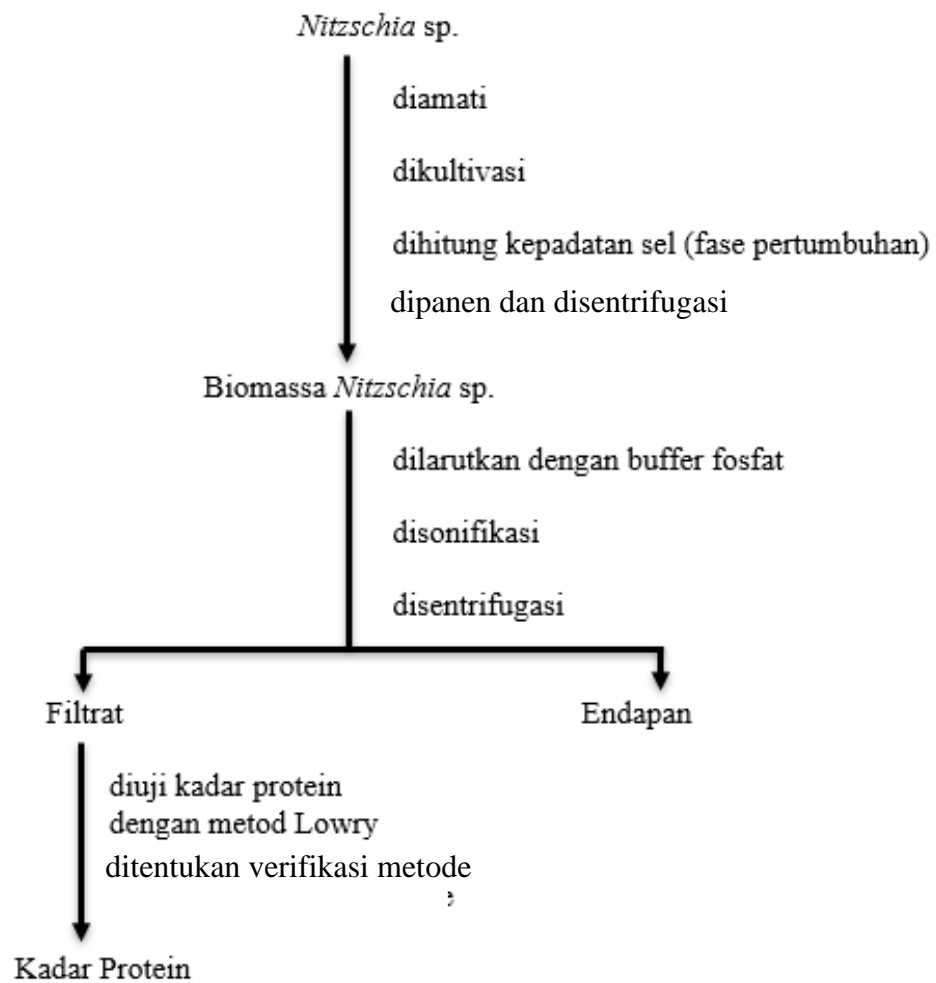 Nitzschia sp.
diamati
dikultivasi
dihitung kepadatan sel (fase pertumbuhan)
dipanen dan disentrifugasi
Biomassa Nitzschia sp.
dilarutkan dengan buffer fosfat
disonifikasi
disentrifugasi
Filtrat
Endapan
diuji kadar protein
dengan metod Lowry
ditentukan verifikasi metode
Kadar Protein